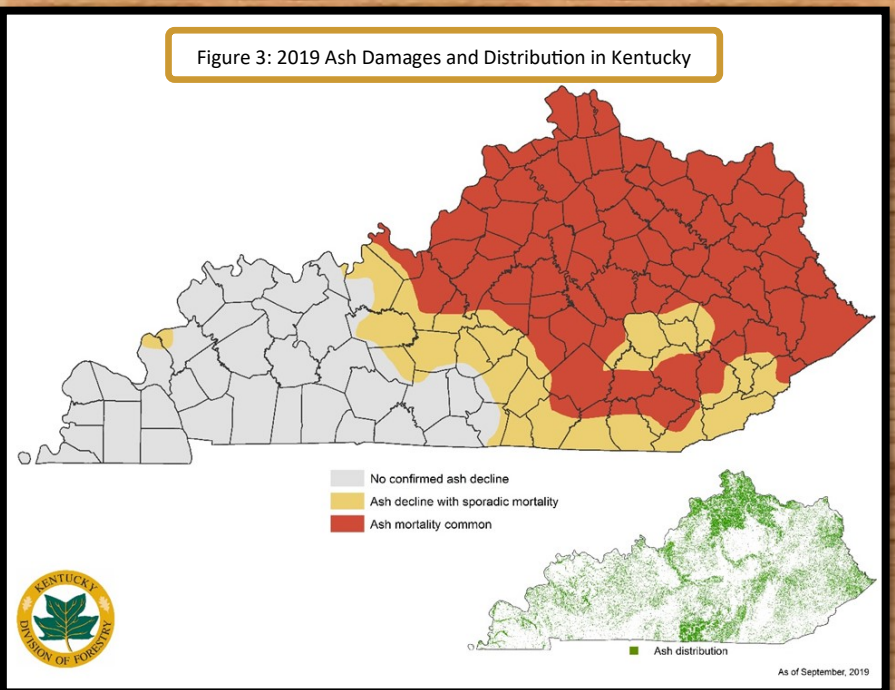 Figure 3: 2019 Ash Damages and Distribution in Kentucky
No confirmed ash decline
Ash decline with sporadic mortality
Ash mortality common
KENTUCKY
DIVISION OF FORESTRY
Ash distribution
As of September, 2019